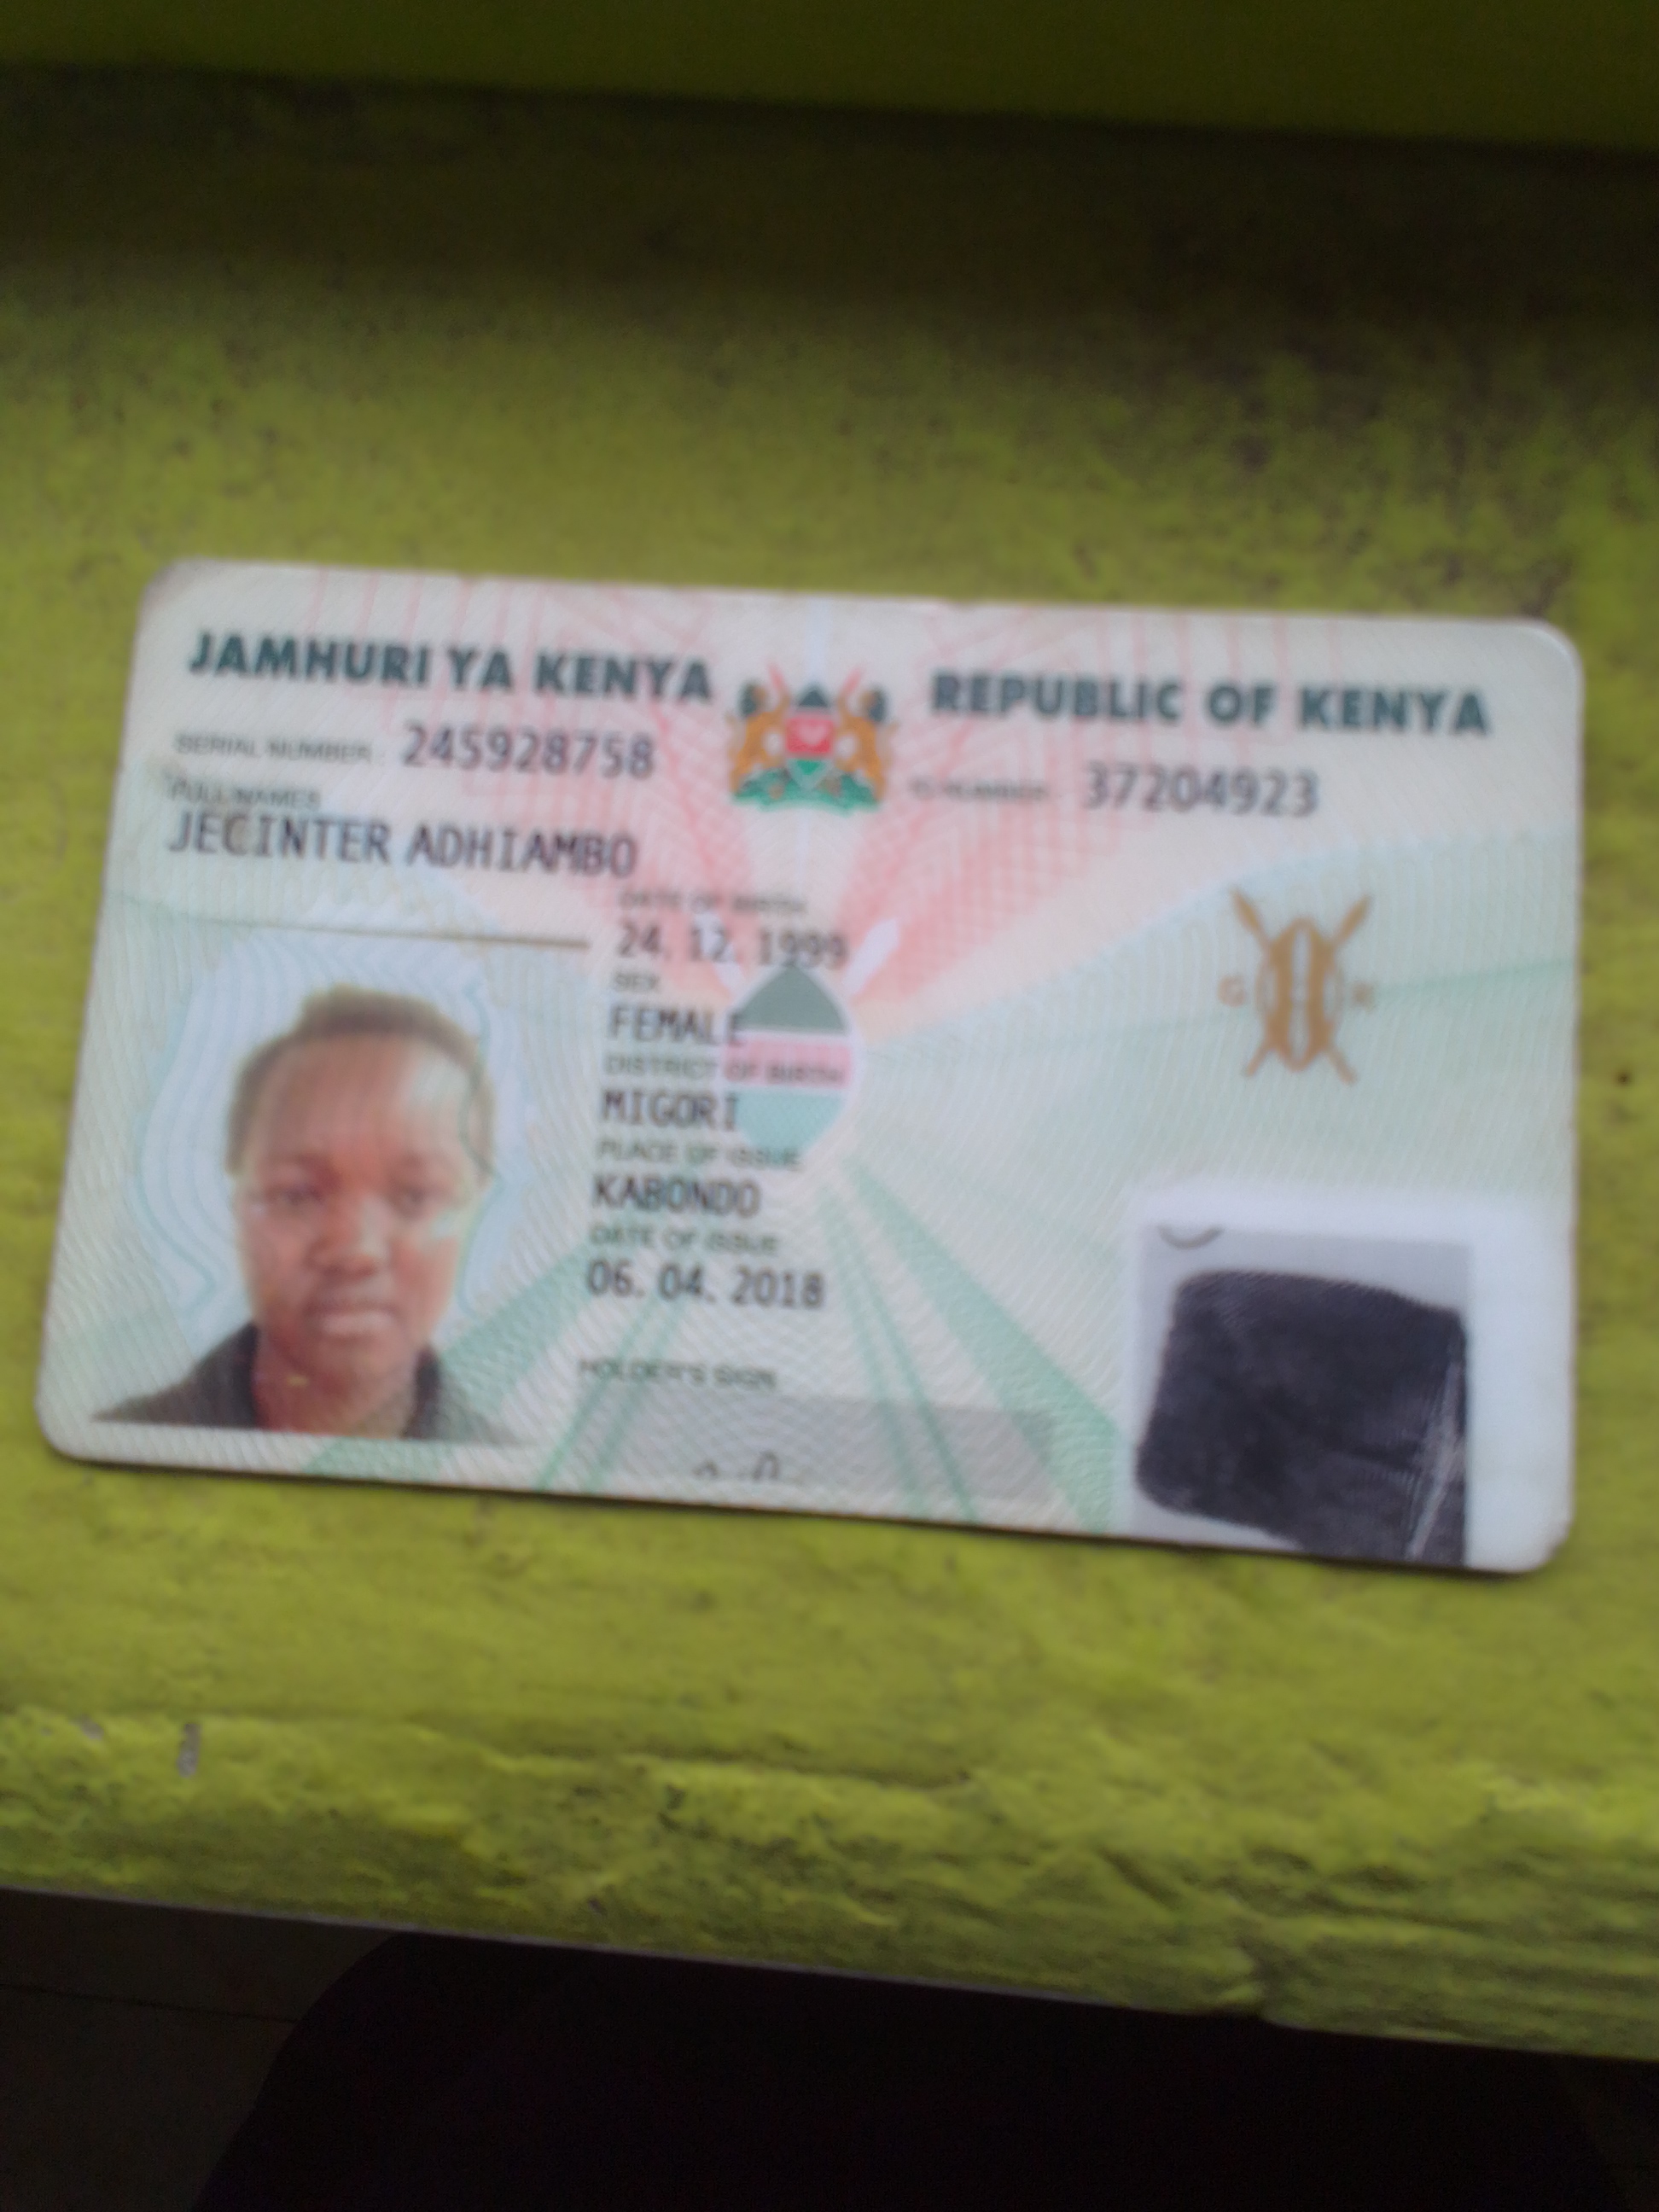 JAMHURI YA KENYA REPUBLIC OF KENYA
SERIAL NUMBER: 245928758 ID NUMBER: 37204923
FULL NAMES
JECINTER ADHIAMBO
DATE OF BIRTH
24. 12. 1999
SEX
FEMALE
DISTRICT OF BIRTH
MIGORI
PLACE OF ISSUE
KABONDO
DATE OF ISSUE
06. 04. 2018
HOLDER'S SIGN
G K